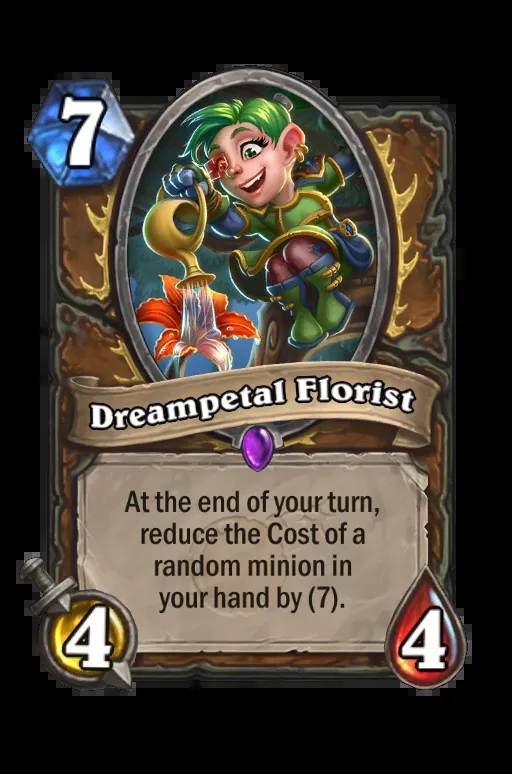 7
Dreampetal Florist
At the end of your turn,
reduce the Cost of a
random minion in
your hand by (7).
4
4